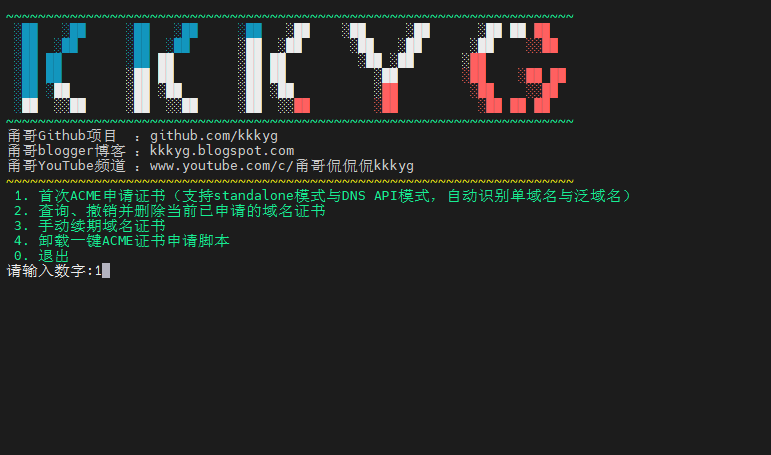 K K K Y G
甬哥Github项目 : github.com/kkkyg
甬哥blogger博客 : kkkyg.blogspot.com
甬哥YouTube频道 : www.youtube.com/c/甬哥侃侃侃kkkyg
1. 首次ACME申请证书（支持standalone模式与DNS API模式，自动识别单域名与泛域名）
2. 查询、撤销并删除当前已申请的域名证书
3. 手动续期域名证书
4. 卸载一键ACME证书申请脚本
0. 退出
请输入数字:1